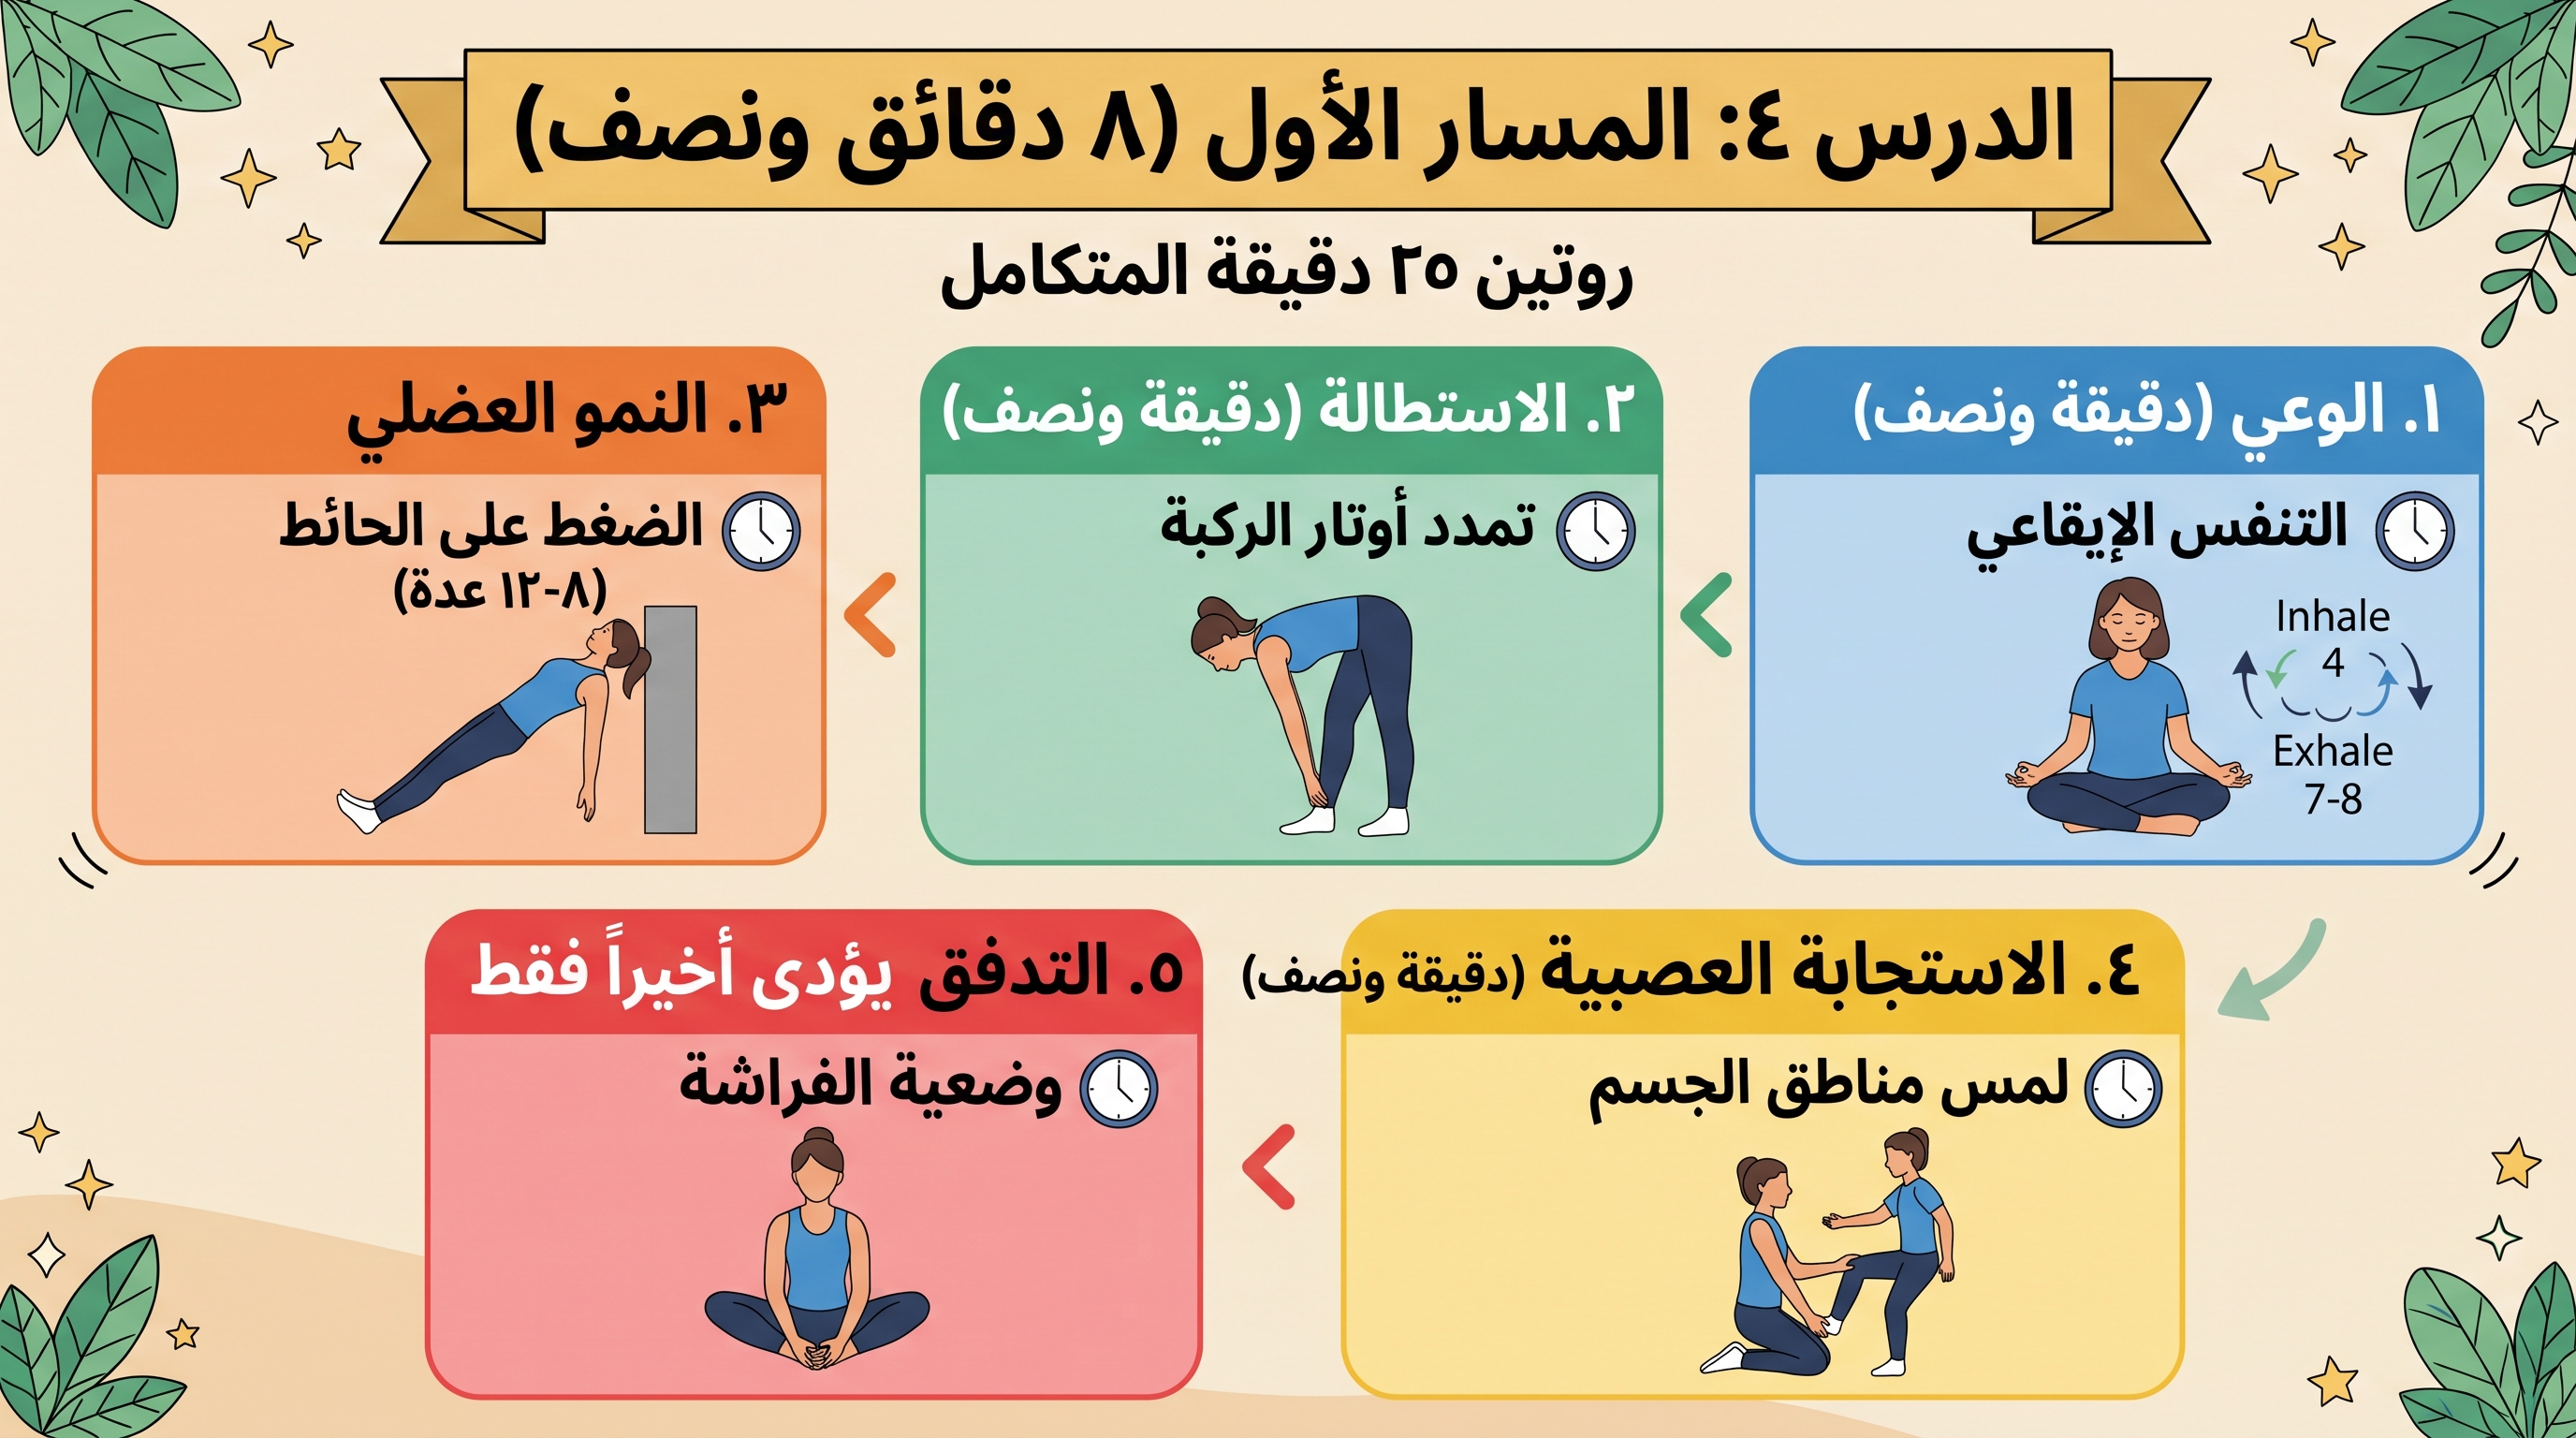 الدرس ٤: المسار الأول (٨ دقائق ونصف)
روتين ٢٥ دقيقة المتكامل
١. الوعي (دقيقة ونصف)
التنفس الإيقاعي
Inhale
4
Exhale
7-8
٢. الاستطالة (دقيقة ونصف)
تمدد أوتار الركبة
٣. النمو العضلي
الضغط على الحائط
(٨-١٢ عدة)
٤. الاستجابة العصبية (دقيقة ونصف)
لمس مناطق الجسم
٥. التدفق يؤدى أخيراً فقط
وضعية الفراشة